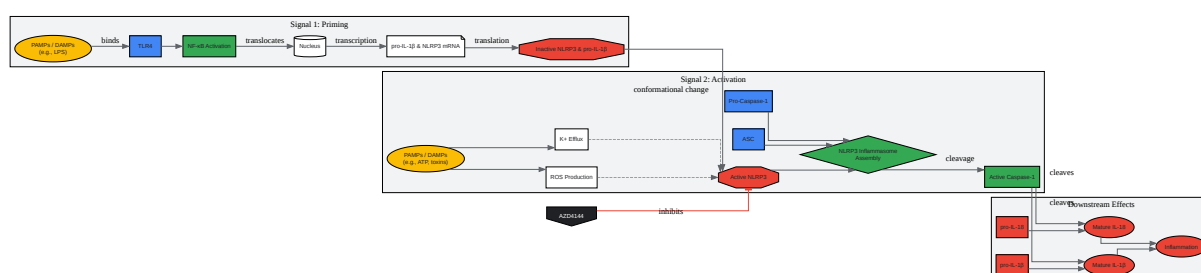 Signal 1: Priming
PAMPs / DAMPs
(e.g., LPS)
binds
TLR4
NF-κB Activation
translocates
Nucleus
transcription
pro-IL-1β & NLRP3 mRNA
translation
Inactive NLRP3 & pro-IL-1β
Signal 2: Activation
conformational change
Pro-Caspase-1
K+ Efflux
ASC
PAMPs / DAMPs
(e.g., ATP, toxins)
NLRP3 Inflammasome
Assembly
cleavage
ROS Production
Active NLRP3
Active Caspase-1
cleaves
AZD4144
inhibits
cleaves
Downstream Effects
pro-IL-18
Mature IL-18
Inflammation
pro-IL-1β
Mature IL-1β